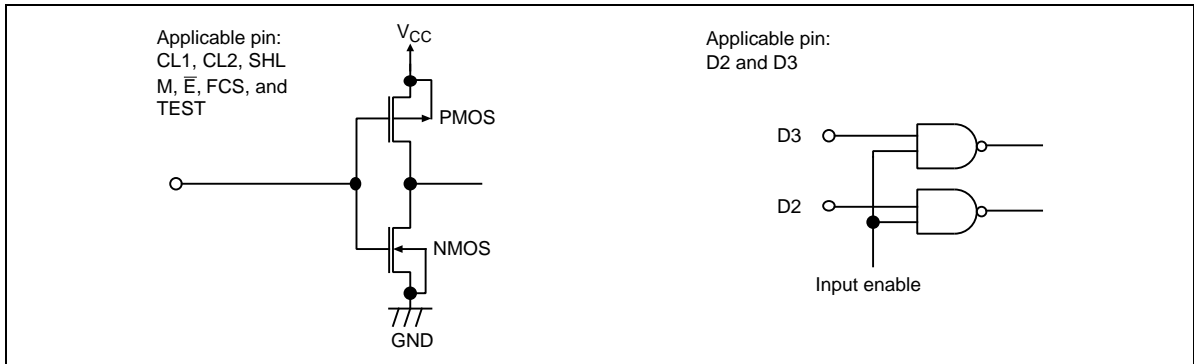 Applicable pin:
CL1, CL2, SHL
M, E̅, FCS, and
TEST
VCC
PMOS
NMOS
GND
Applicable pin:
D2 and D3
D3
D2
Input enable